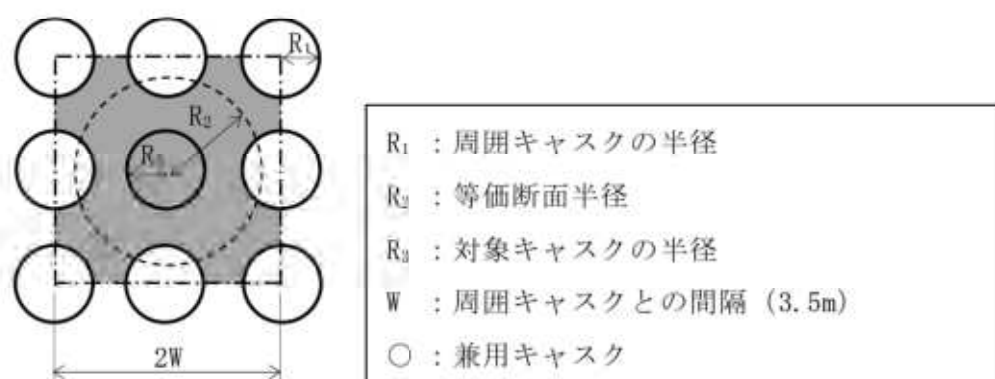 R₁
R₂
R₃
2W
R₁ :周囲キャスクの半径
R₂ :等価断面半径
R₃ :対象キャスクの半径
W :周囲キャスクとの間隔 (3.5m)
○ :兼用キャスク